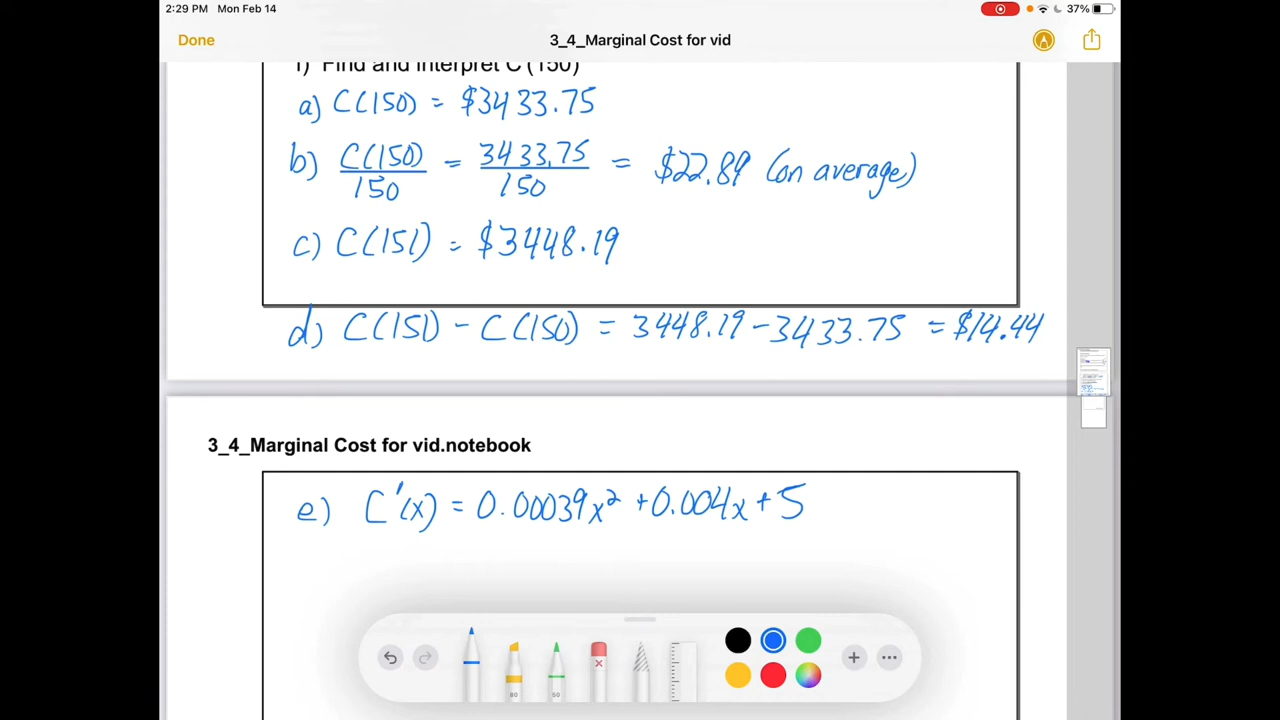 2:29 PM Mon Feb 14 37%
Done 3_4_Marginal Cost for vid
f) Find and interpret C'(150)
a) C(150) = $3433.75
b) C(150)/150 = 3433.75/150 = $22.89 (on average)
c) C(151) = $3448.19
d) C(151) - C(150) = 3448.19 - 3433.75 = $14.44
3_4_Marginal Cost for vid.notebook
e) C'(x) = 0.00039x² + 0.004x + 5
80 50